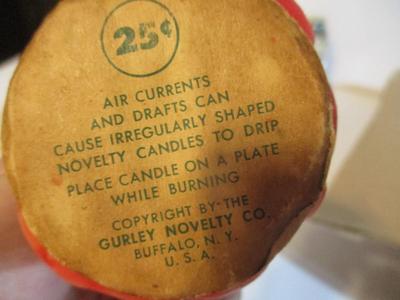 25¢
AIR CURRENTS
AND DRAFTS CAN
CAUSE IRREGULARLY SHAPED
NOVELTY CANDLES TO DRIP
PLACE CANDLE ON A PLATE
WHILE BURNING
COPYRIGHT BY-THE
GURLEY NOVELTY CO.
BUFFALO, N. Y.
U. S. A.